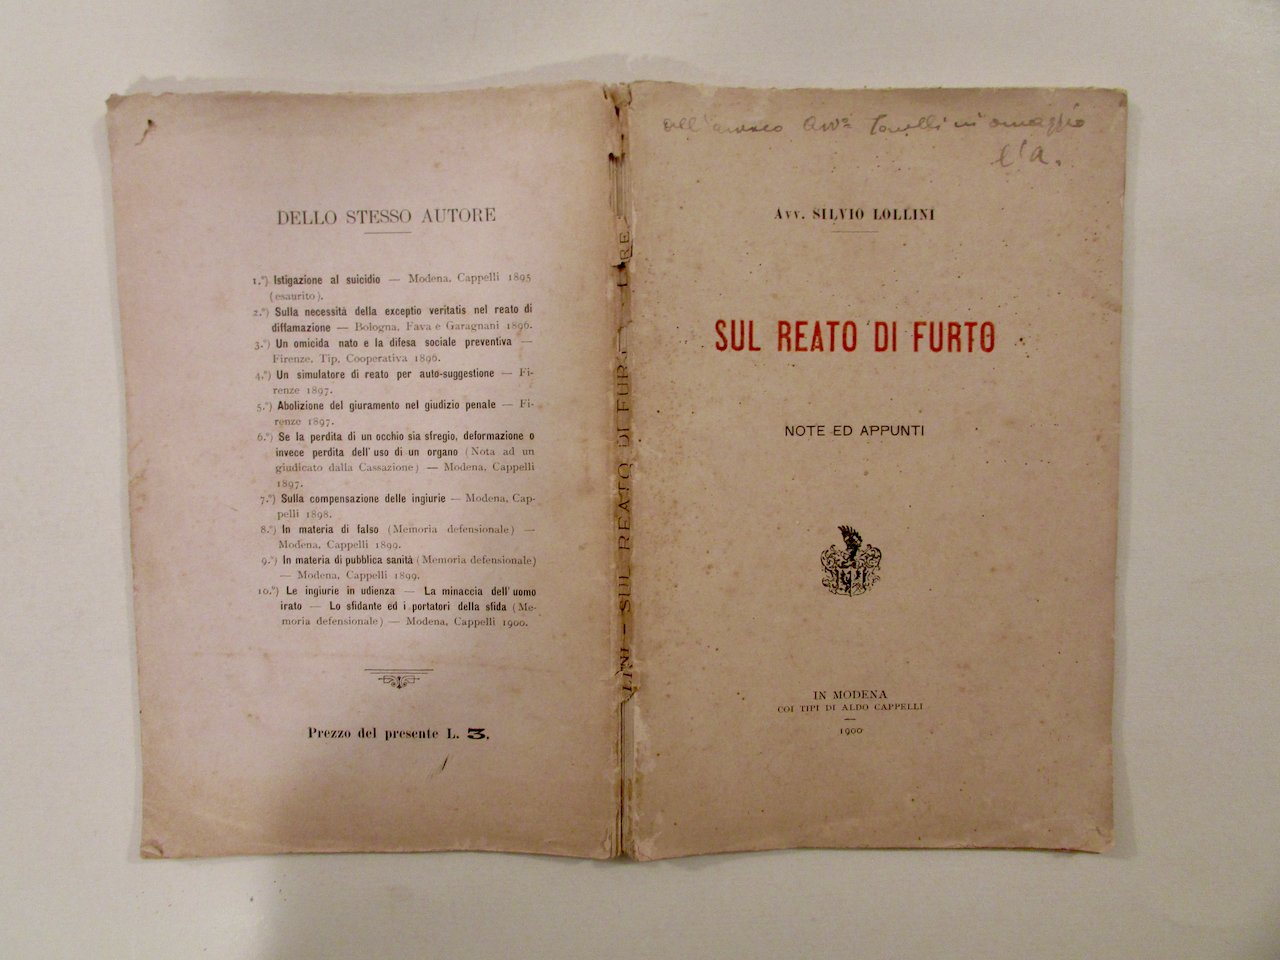 DELLO STESSO AUTORE
1.°) Istigazione al suicidio — Modena, Cappelli 1895
(esaurito).
2.°) Sulla necessità della exceptio veritatis nel reato di
diffamazione — Bologna, Fava e Garagnani 1896.
3.°) Un omicida nato e la difesa sociale preventiva —
Firenze, Tip. Cooperativa 1896.
4.°) Un simulatore di reato per auto-suggestione — Fi-
renze 1897.
5.°) Abolizione del giuramento nel giudizio penale — Fi-
renze 1897.
6.°) Se la perdita di un occhio sia sfregio, deformazione o
invece perdita dell'uso di un organo (Nota ad un
giudicato dalla Cassazione) — Modena, Cappelli
1897.
7.°) Sulla compensazione delle ingiurie — Modena, Cap-
pelli 1898.
8.°) In materia di falso (Memoria defensionale) —
Modena, Cappelli 1899.
9.°) In materia di pubblica sanità (Memoria defensionale)
— Modena, Cappelli 1899.
10.°) Le ingiurie in udienza — La minaccia dell'uomo
irato — Lo sfidante ed i portatori della sfida (Me-
moria defensionale) — Modena, Cappelli 1900.
Prezzo del presente L. 3.
LINI - SUL REATO DI FURT - LIRE
all'amico Avv. in omaggio
l'a.
Avv. SILVIO LOLLINI
SUL REATO DI FURTO
NOTE ED APPUNTI
IN MODENA
COI TIPI DI ALDO CAPPELLI
1900